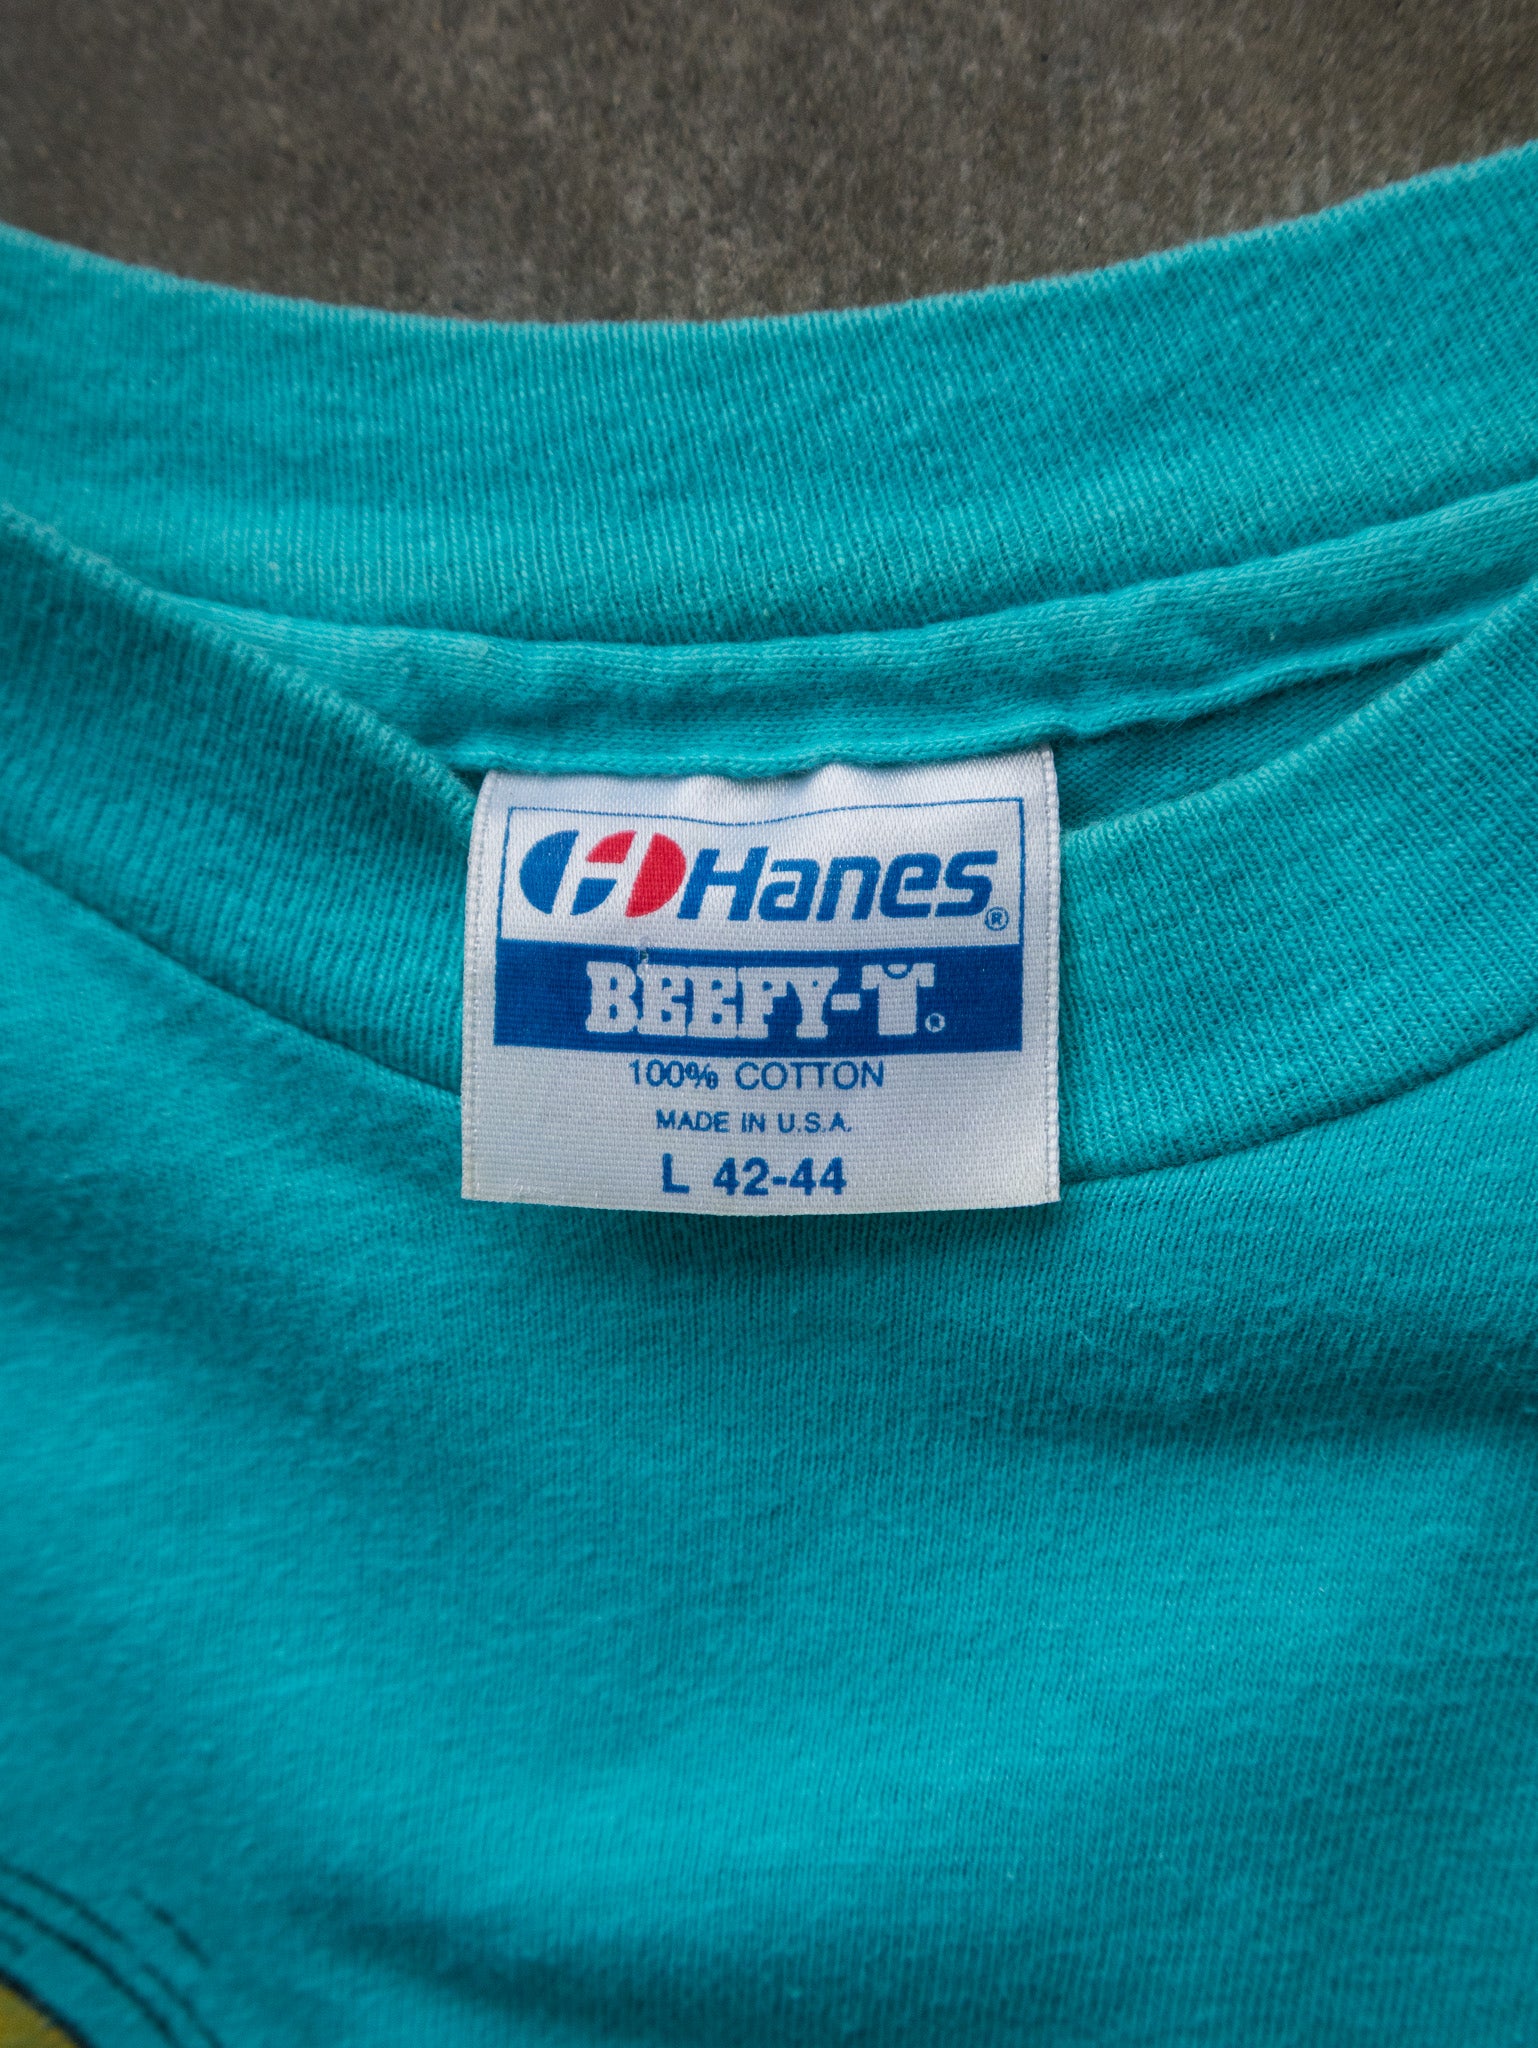 Hanes®
BEEFY-T®
100% COTTON
MADE IN U.S.A.
L 42-44